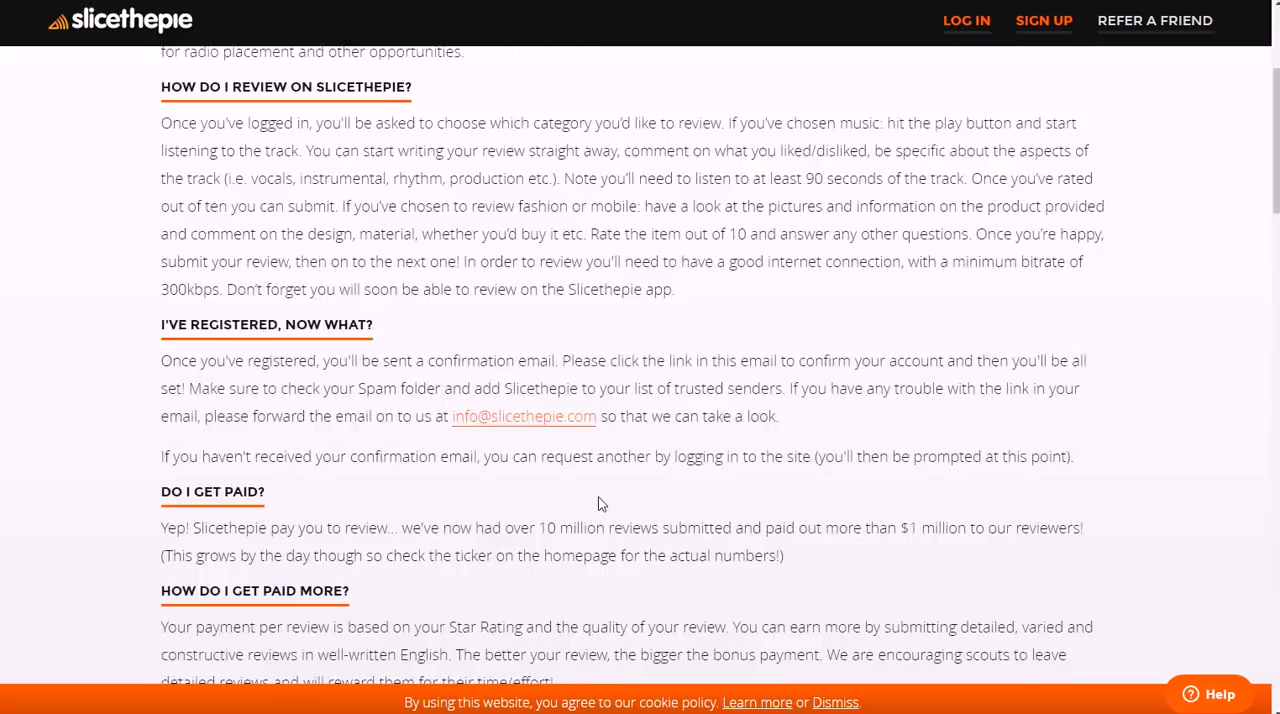 slicethepie
LOG IN
SIGN UP
REFER A FRIEND
for radio placement and other opportunities.
HOW DO I REVIEW ON SLICETHEPIE?
Once you've logged in, you'll be asked to choose which category you'd like to review. If you've chosen music: hit the play button and start
listening to the track. You can start writing your review straight away, comment on what you liked/disliked, be specific about the aspects of
the track (i.e. vocals, instrumental, rhythm, production etc.). Note you'll need to listen to at least 90 seconds of the track. Once you've rated
out of ten you can submit. If you've chosen to review fashion or mobile: have a look at the pictures and information on the product provided
and comment on the design, material, whether you'd buy it etc. Rate the item out of 10 and answer any other questions. Once you're happy,
submit your review, then on to the next one! In order to review you'll need to have a good internet connection, with a minimum bitrate of
300kbps. Don't forget you will soon be able to review on the Slicethepie app.
I'VE REGISTERED, NOW WHAT?
Once you've registered, you'll be sent a confirmation email. Please click the link in this email to confirm your account and then you'll be all
set! Make sure to check your Spam folder and add Slicethepie to your list of trusted senders. If you have any trouble with the link in your
email, please forward the email on to us at info@slicethepie.com so that we can take a look.
If you haven't received your confirmation email, you can request another by logging in to the site (you'll then be prompted at this point).
DO I GET PAID?
Yep! Slicethepie pay you to review... we've now had over 10 million reviews submitted and paid out more than $1 million to our reviewers!
(This grows by the day though so check the ticker on the homepage for the actual numbers!)
HOW DO I GET PAID MORE?
Your payment per review is based on your Star Rating and the quality of your review. You can earn more by submitting detailed, varied and
constructive reviews in well-written English. The better your review, the bigger the bonus payment. We are encouraging scouts to leave
detailed reviews and will reward them for their time/effort!
By using this website, you agree to our cookie policy. Learn more or Dismiss.
Help